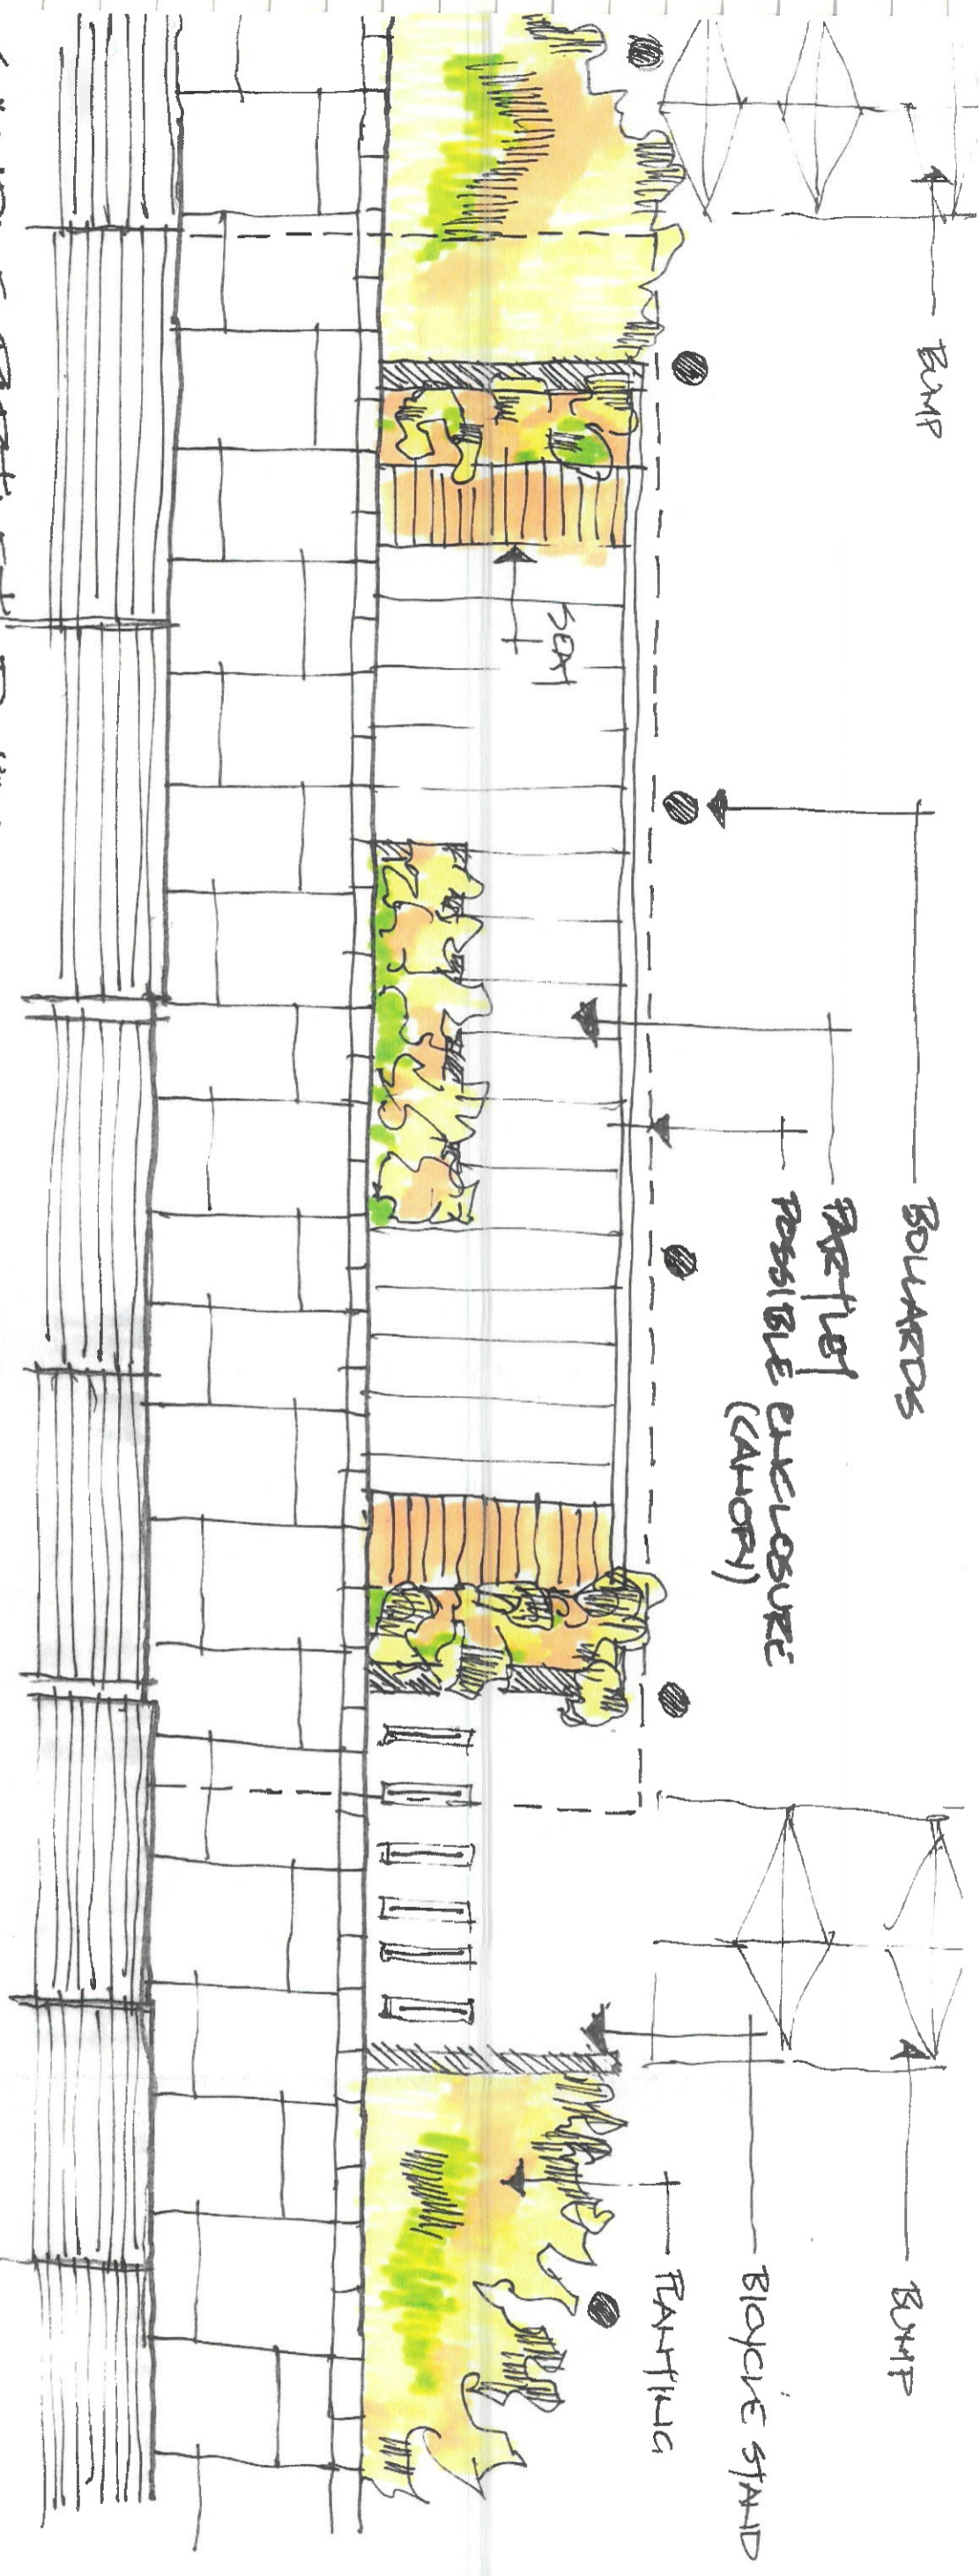 BUMP
BOLLARDS
PARKLET
POSSIBLE ENCLOSURE
(CANOPY)
BUMP
BICYCLE STAND
PLANTING
SEAT